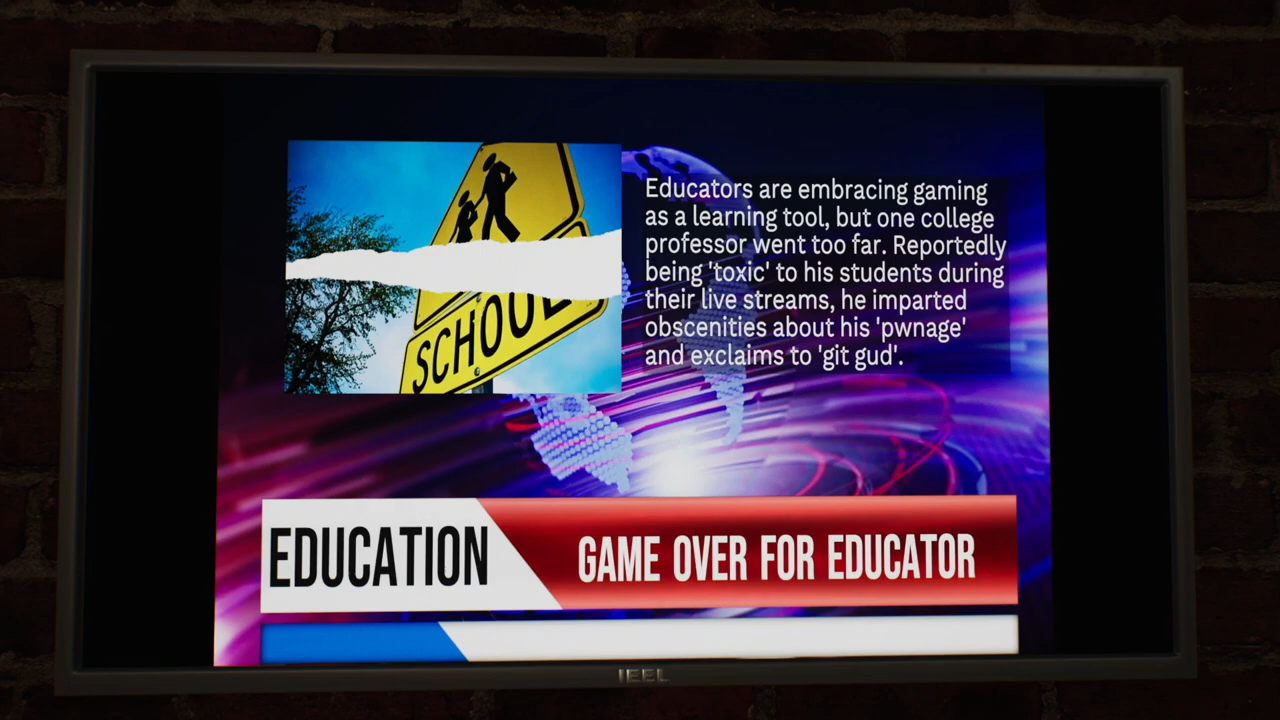 SCHOOL
Educators are embracing gaming
as a learning tool, but one college
professor went too far. Reportedly
being 'toxic' to his students during
their live streams, he imparted
obscenities about his 'pwnage'
and exclaims to 'git gud'.
EDUCATION
GAME OVER FOR EDUCATOR
IEEL